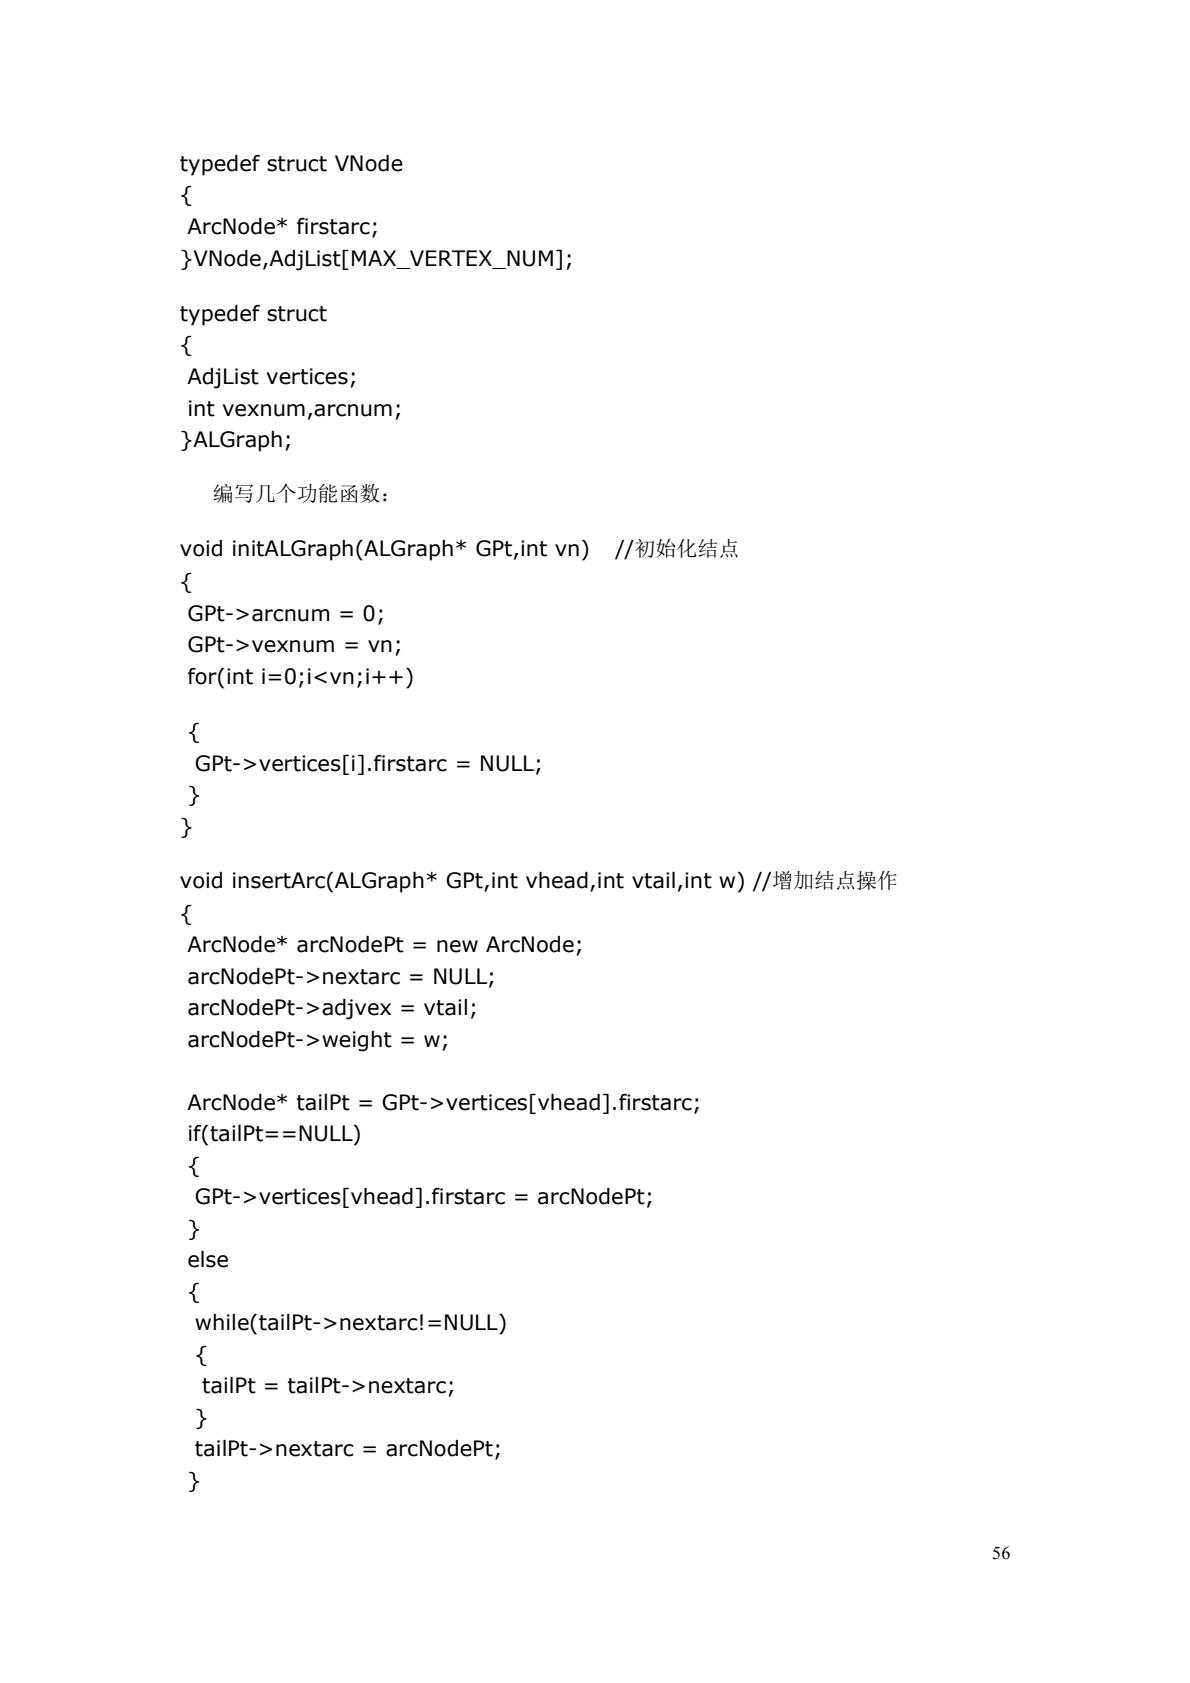 typedef struct VNode
{
ArcNode* firstarc;
}VNode,AdjList[MAX_VERTEX_NUM];
typedef struct
{
AdjList vertices;
int vexnum,arcnum;
}ALGraph;
编写几个功能函数：
void initALGraph(ALGraph* GPt,int vn) //初始化结点
{
GPt->arcnum = 0;
GPt->vexnum = vn;
for(int i=0;i<vn;i++)
{
GPt->vertices[i].firstarc = NULL;
}
}
void insertArc(ALGraph* GPt,int vhead,int vtail,int w) //增加结点操作
{
ArcNode* arcNodePt = new ArcNode;
arcNodePt->nextarc = NULL;
arcNodePt->adjvex = vtail;
arcNodePt->weight = w;
ArcNode* tailPt = GPt->vertices[vhead].firstarc;
if(tailPt==NULL)
{
GPt->vertices[vhead].firstarc = arcNodePt;
}
else
{
while(tailPt->nextarc!=NULL)
{
tailPt = tailPt->nextarc;
}
tailPt->nextarc = arcNodePt;
}
56